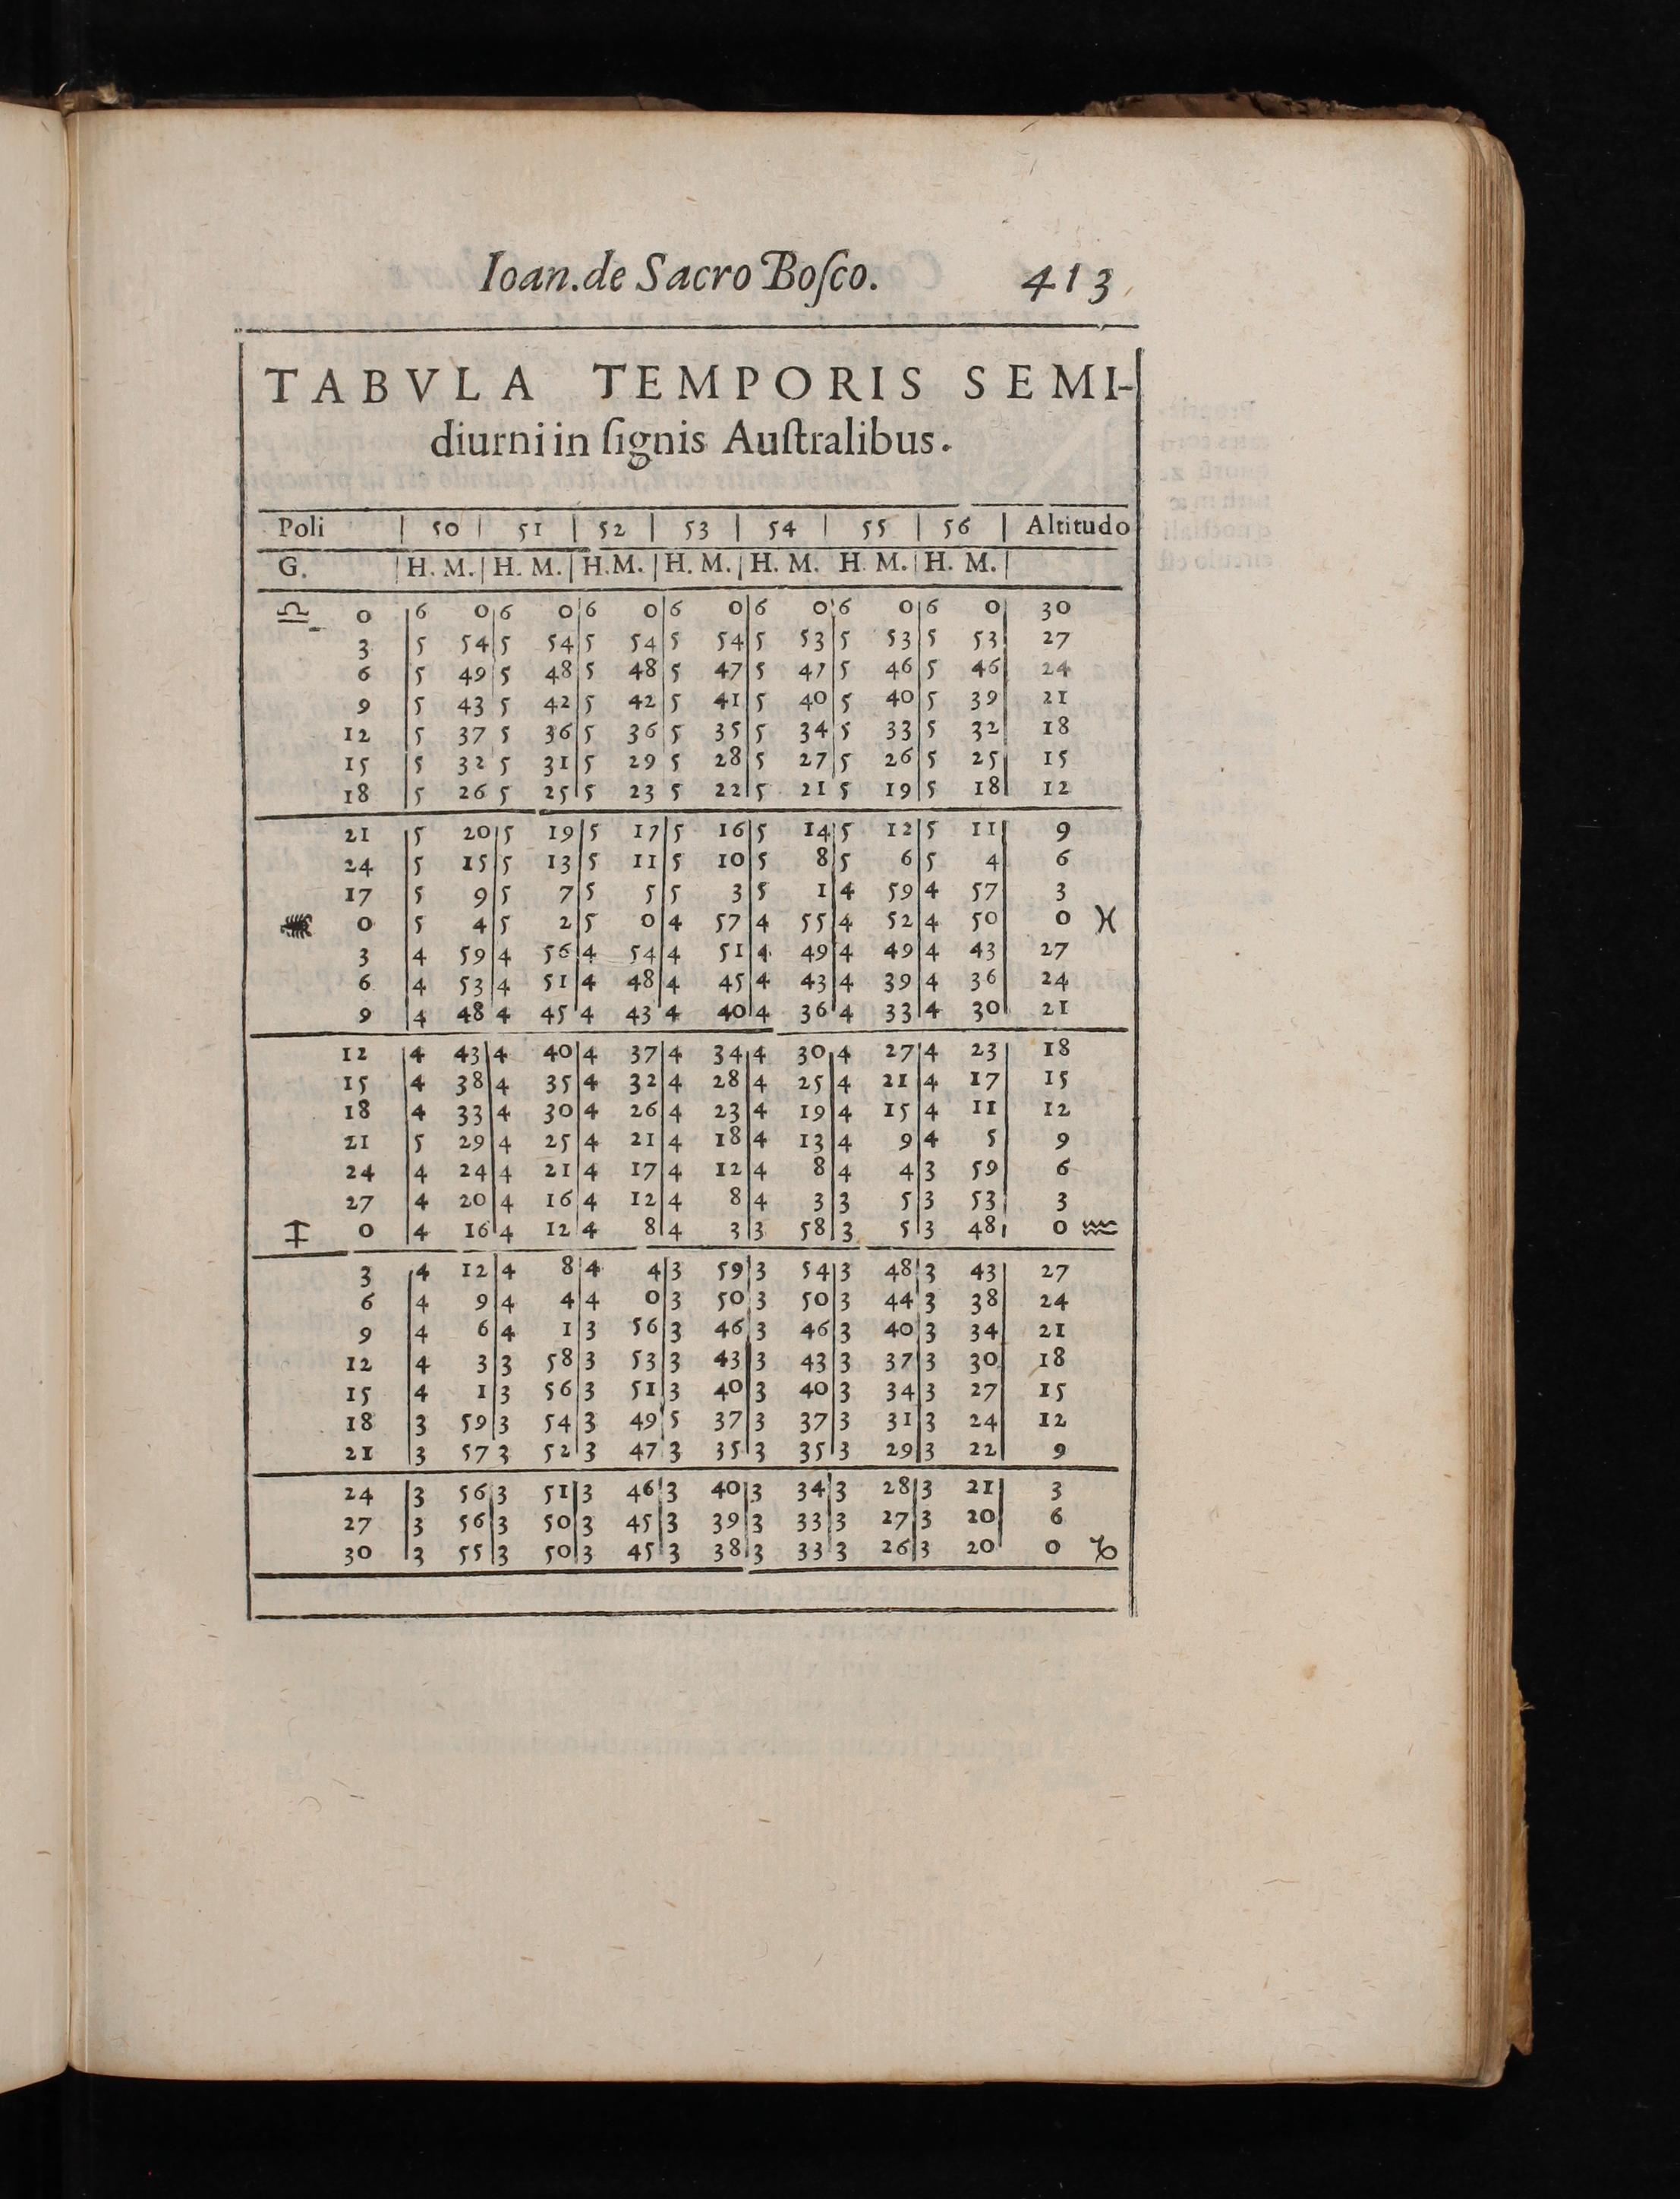 Ioan.de Sacro Boſco. 413
TABVLA TEMPORIS SEMI-
diurni in ſignis Auſtralibus.
Poli | 50 | 51 | 52 | 53 | 54 | 55 | 56 | Altitudo
G. | H. M. | H. M. | H. M. | H. M. | H. M. H M. | H. M. |
♎ 0 6 0 6 0 6 0 6 0 6 0 6 0 6 0 30
3 5 54 5 54 5 54 5 54 5 53 5 53 5 53 27
6 5 49 5 48 5 48 5 47 5 47 5 46 5 46 24
9 5 43 5 42 5 42 5 41 5 40 5 40 5 39 21
12 5 37 5 36 5 36 5 35 5 34 5 33 5 32 18
15 5 32 5 31 5 29 5 28 5 27 5 26 5 25 15
18 5 26 5 25 5 23 5 22 5 21 5 19 5 18 12
21 5 20 5 19 5 17 5 16 5 14 5 12 5 11 9
24 5 15 5 13 5 11 5 10 5 8 5 6 5 4 6
17 5 9 5 7 5 5 5 3 5 1 4 59 4 57 3
♏ 0 5 4 5 2 5 0 4 57 4 55 4 52 4 50 0 ♓
3 4 59 4 56 4 54 4 51 4 49 4 49 4 43 27
6 4 53 4 51 4 48 4 45 4 43 4 39 4 36 24
9 4 48 4 45 4 43 4 40 4 36 4 33 4 30 21
12 4 43 4 40 4 37 4 34 4 30 4 27 4 23 18
15 4 38 4 35 4 32 4 28 4 25 4 21 4 17 15
18 4 33 4 30 4 26 4 23 4 19 4 15 4 11 12
21 5 29 4 25 4 21 4 18 4 13 4 9 4 5 9
24 4 24 4 21 4 17 4 12 4 8 4 4 3 59 6
27 4 20 4 16 4 12 4 8 4 3 3 5 3 53 3
♐ 0 4 16 4 12 4 8 4 3 3 58 3 5 3 48 0 ♒
3 4 12 4 8 4 4 3 59 3 54 3 48 3 43 27
6 4 9 4 4 4 0 3 50 3 50 3 44 3 38 24
9 4 6 4 1 3 56 3 46 3 46 3 40 3 34 21
12 4 3 3 58 3 53 3 43 3 43 3 37 3 30 18
15 4 1 3 56 3 51 3 40 3 40 3 34 3 27 15
18 3 59 3 54 3 49 5 37 3 37 3 31 3 24 12
21 3 57 3 52 3 47 3 35 3 35 3 29 3 22 9
24 3 56 3 51 3 46 3 40 3 34 3 28 3 21 3
27 3 56 3 50 3 45 3 39 3 33 3 27 3 20 6
30 3 55 3 50 3 45 3 38 3 33 3 26 3 20 0 ♑